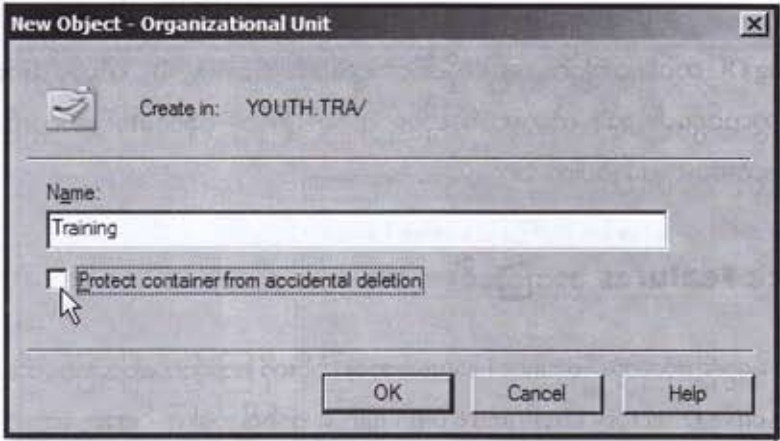 New Object - Organizational Unit
Create in: YOUTH.TRA/
Name:
Training
Protect container from accidental deletion
OK Cancel Help